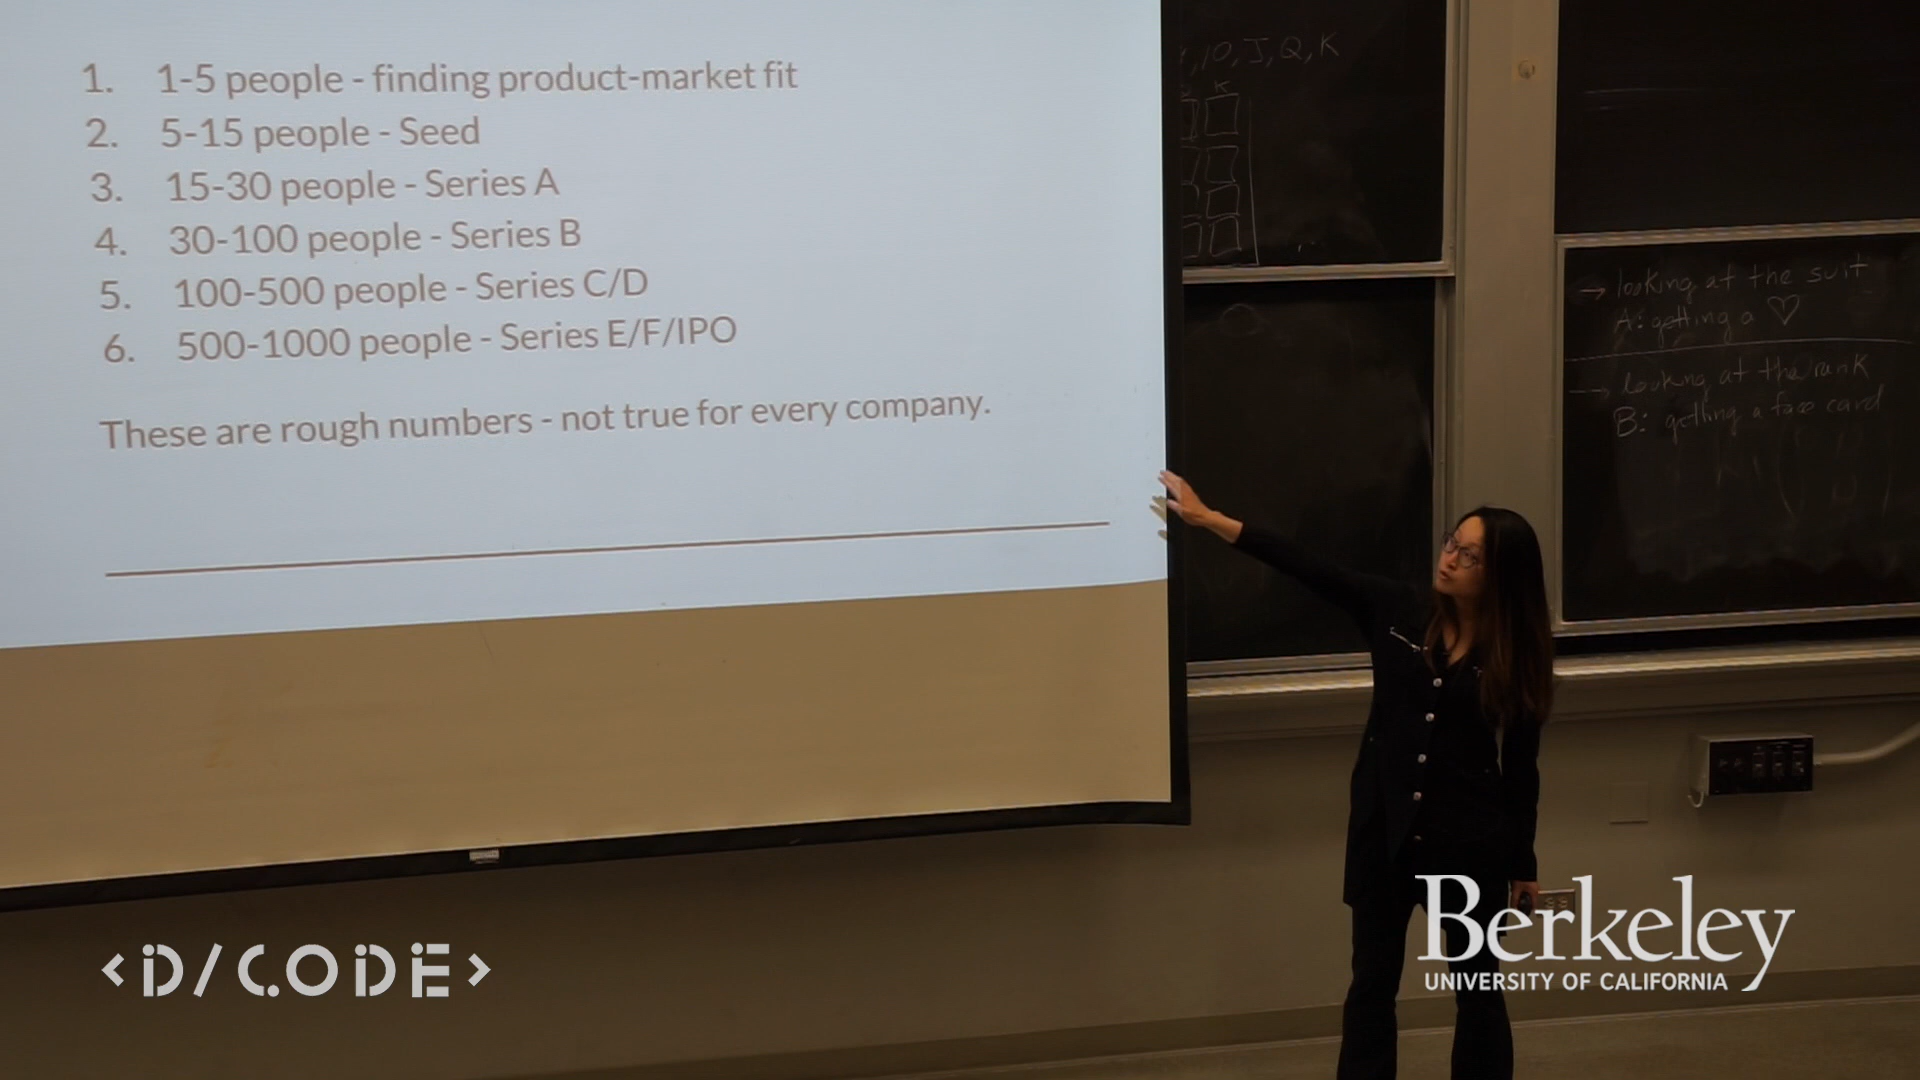 1. 1-5 people - finding product-market fit
2. 5-15 people - Seed
3. 15-30 people - Series A
4. 30-100 people - Series B
5. 100-500 people - Series C/D
6. 500-1000 people - Series E/F/IPO
These are rough numbers - not true for every company.
10, J, Q, K
K
→ looking at the suit
A: getting a ♡
→ looking at the rank
B: getting a face card
<D/CODE>
Berkeley
UNIVERSITY OF CALIFORNIA